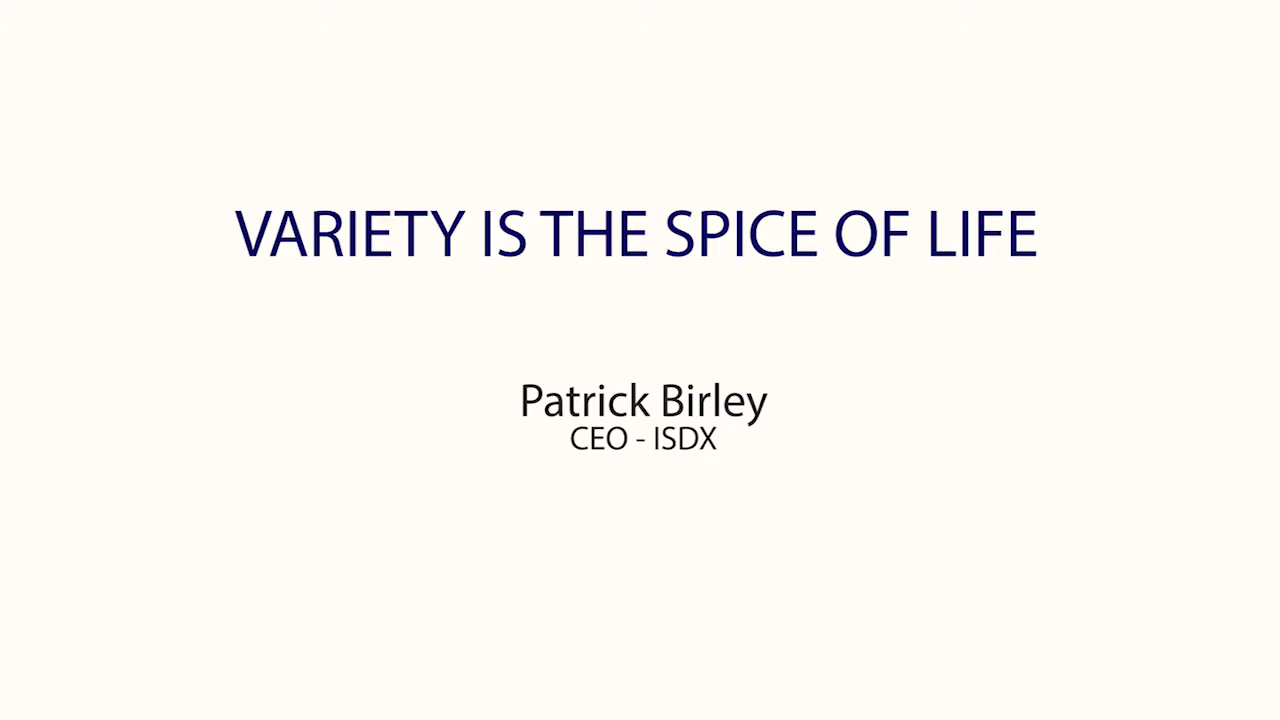 VARIETY IS THE SPICE OF LIFE
Patrick Birley
CEO - ISDX